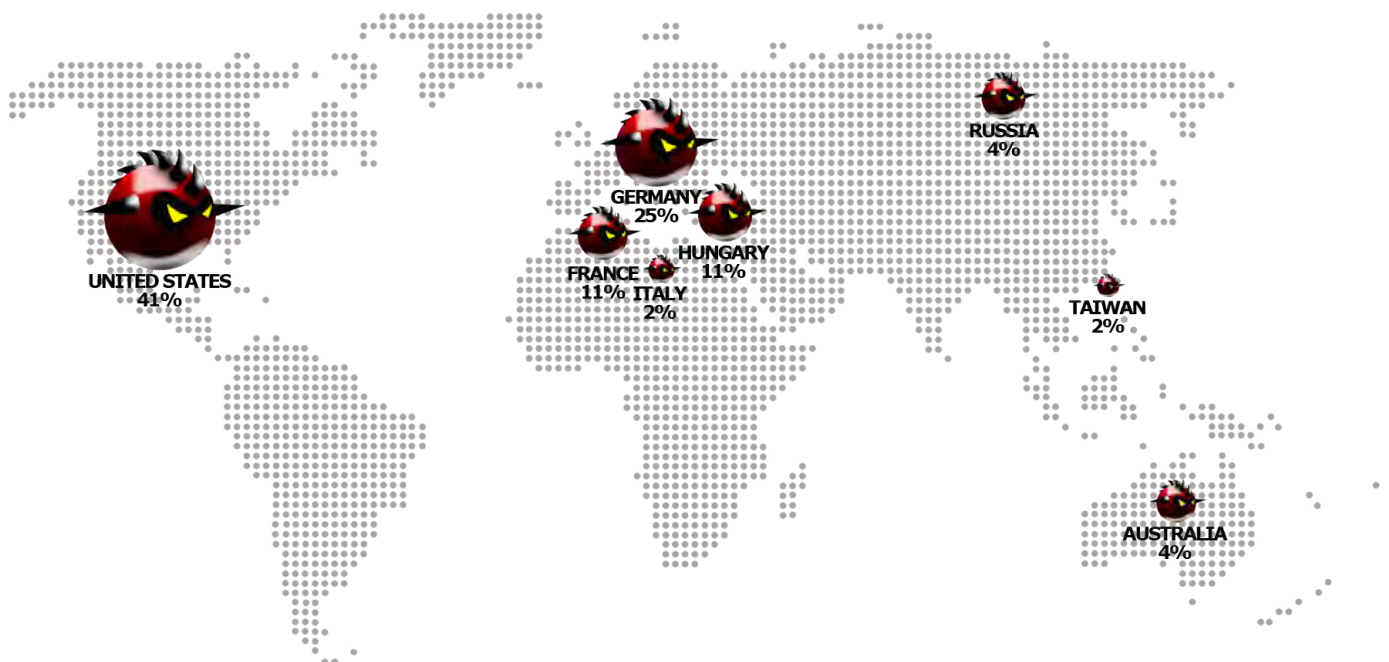 RUSSIA
4%
GERMANY
25%
HUNGARY
11%
FRANCE
11%
ITALY
2%
UNITED STATES
41%
TAIWAN
2%
AUSTRALIA
4%